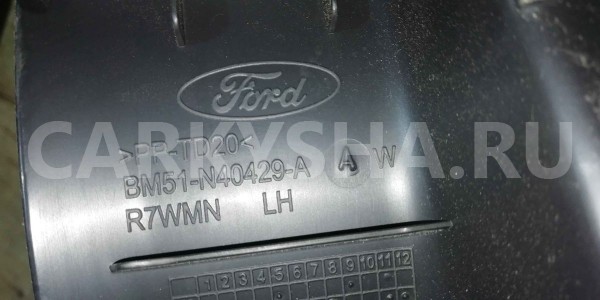 Ford
>PP-TD20<
BM51-N40429-A A W
R7WMN LH
CARLYSHA.RU
1 2 3 4 5 6 7 8 9 10 11 12